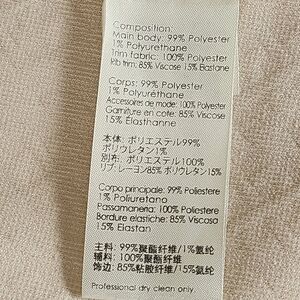 Composition
Main body: 99% Polyester
1% Polyurethane
Trim fabric: 100% Polyester
Rib trim: 85% Viscose 15% Elastane
Corps: 99% Polyester
1% Polyurethane
Accessoires de mode: 100% Polyester
Garniture en cote: 85% Viscose
15% Elasthanne
本体: ポリエステル99%
ポリウレタン1%
別布: ポリエステル100%
リブ: レーヨン85% ポリウレタン15%
Corpo principale: 99% Poliestere
1% Poliuretano
Passamaneria: 100% Poliestere
Bordure elastiche: 85% Viscosa
15% Elastan
主料: 99%聚酯纤维/1%氨纶
辅料: 100%聚酯纤维
饰边: 85%粘胶纤维/15%氨纶
Professional dry clean only